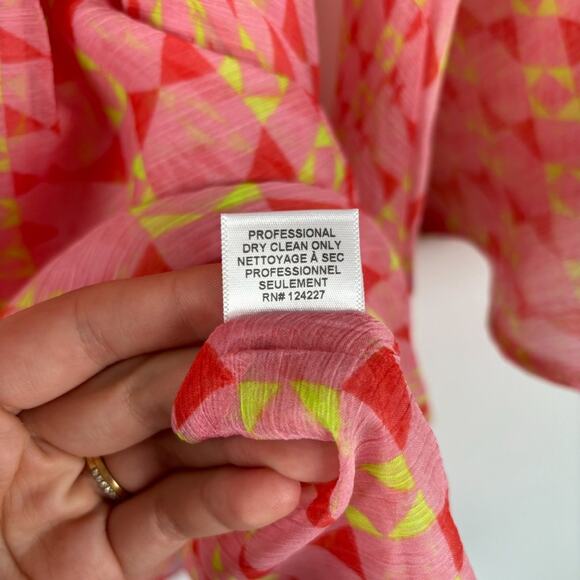 PROFESSIONAL
DRY CLEAN ONLY
NETTOYAGE À SEC
PROFESSIONNEL
SEULEMENT
RN# 124227